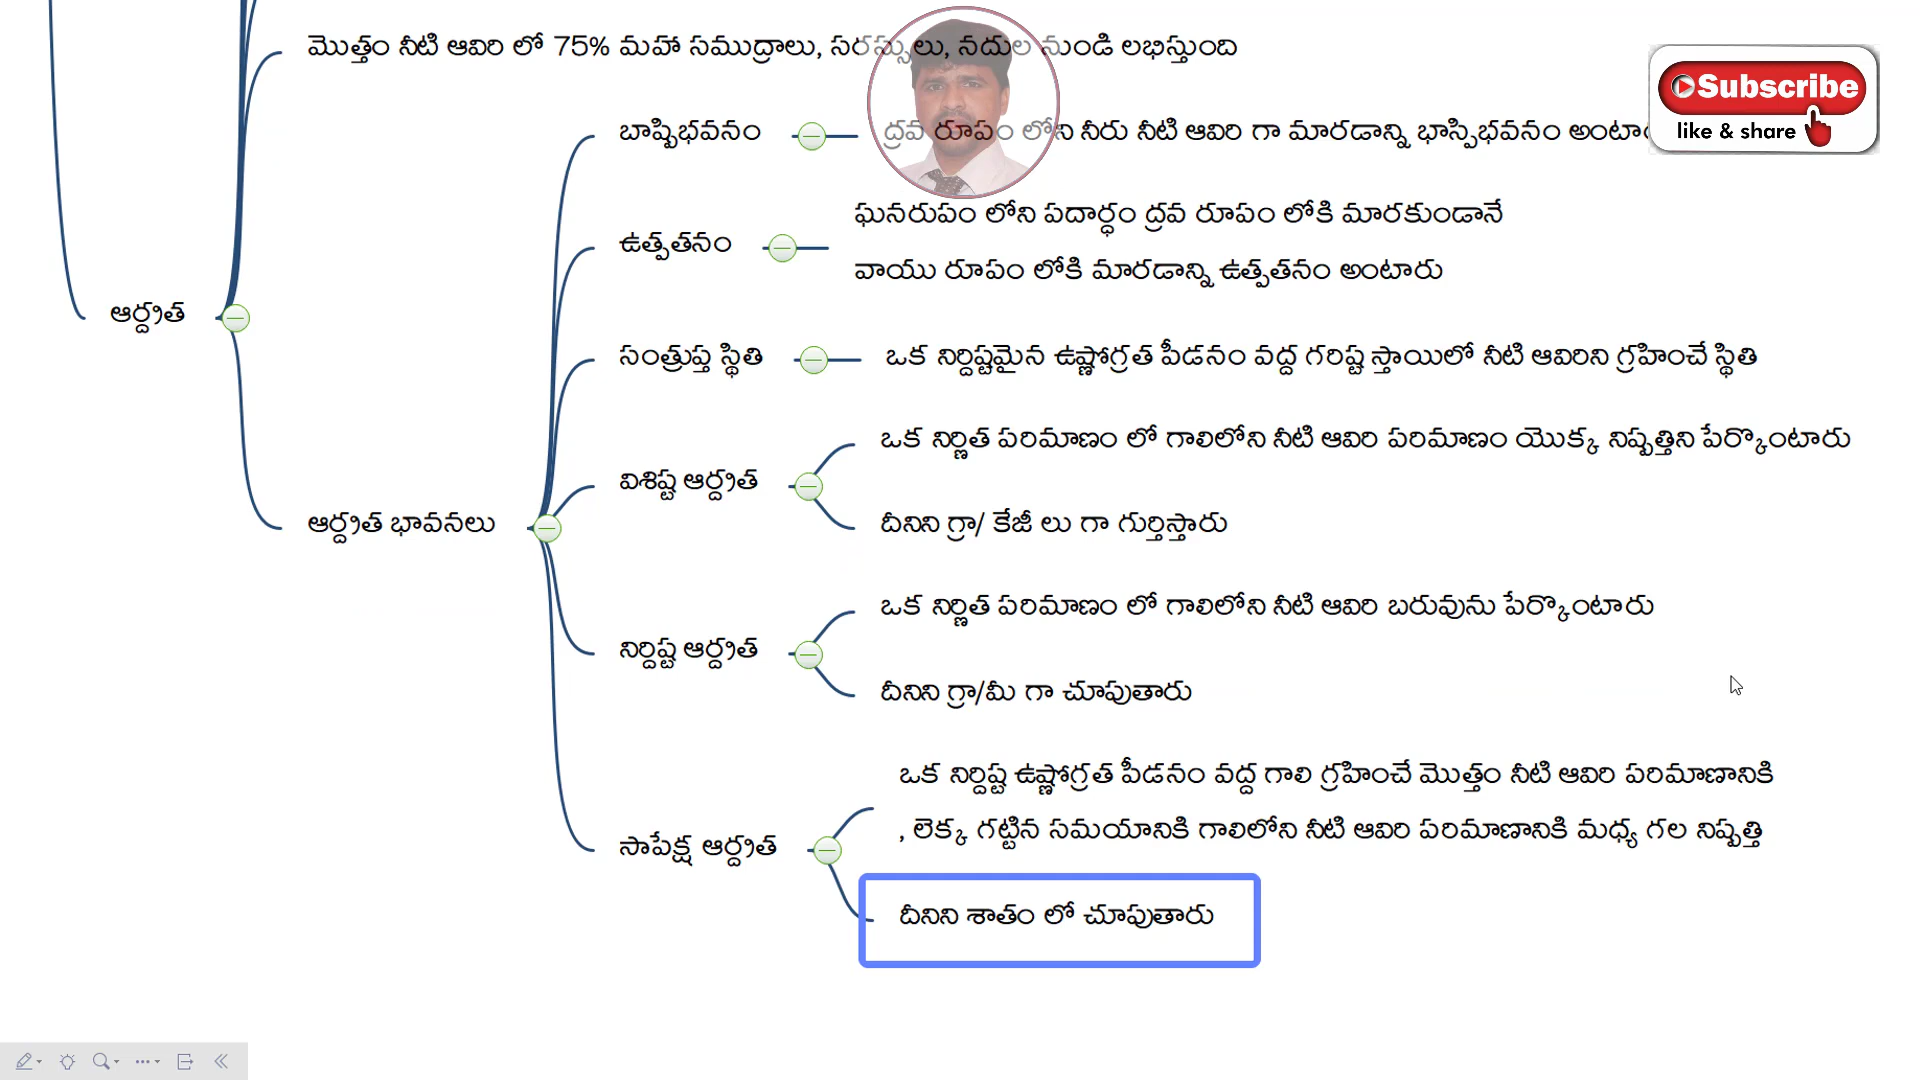 మొత్తం నీటి ఆవిరి లో 75% మహా సముద్రాలు, సరస్సులు, నదుల నుండి లభిస్తుంది
Subscribe
like & share
బాష్పిభవనం
ద్రవ రూపం లోని నీరు నీటి ఆవిరి గా మారడాన్ని భాస్పిభవనం
ఘనరుపం లోని పదార్ధం ద్రవ రూపం లోకి మారకుండానే
ఉత్పతనం
వాయు రూపం లోకి మారడాన్ని ఉత్పతనం అంటారు
ఆర్ద్రత
సంత్రుప్త స్థితి
ఒక నిర్దిష్టమైన ఉష్ణోగ్రత పీడనం వద్ద గరిష్ట స్తాయిలో నీటి ఆవిరిని గ్రహించే స్థితి
ఒక నిర్ణిత పరిమాణం లో గాలిలోని నీటి ఆవిరి పరిమాణం యొక్క నిష్పత్తిని పేర్కొంటారు
విశిష్ట ఆర్ద్రత
దీనిని గ్రా/ కేజీ లు గా గుర్తిస్తారు
ఆర్ద్రత భావనలు
ఒక నిర్ణిత పరిమాణం లో గాలిలోని నీటి ఆవిరి బరువును పేర్కొంటారు
నిర్దిష్ట ఆర్ద్రత
దీనిని గ్రా/మీ గా చూపుతారు
ఒక నిర్దిష్ట ఉష్ణోగ్రత పీడనం వద్ద గాలి గ్రహించే మొత్తం నీటి ఆవిరి పరిమాణానికి
, లెక్క గట్టిన సమయానికి గాలిలోని నీటి ఆవిరి పరిమాణానికి మధ్య గల నిష్పత్తి
సాపేక్ష ఆర్ద్రత
దీనిని శాతం లో చూపుతారు